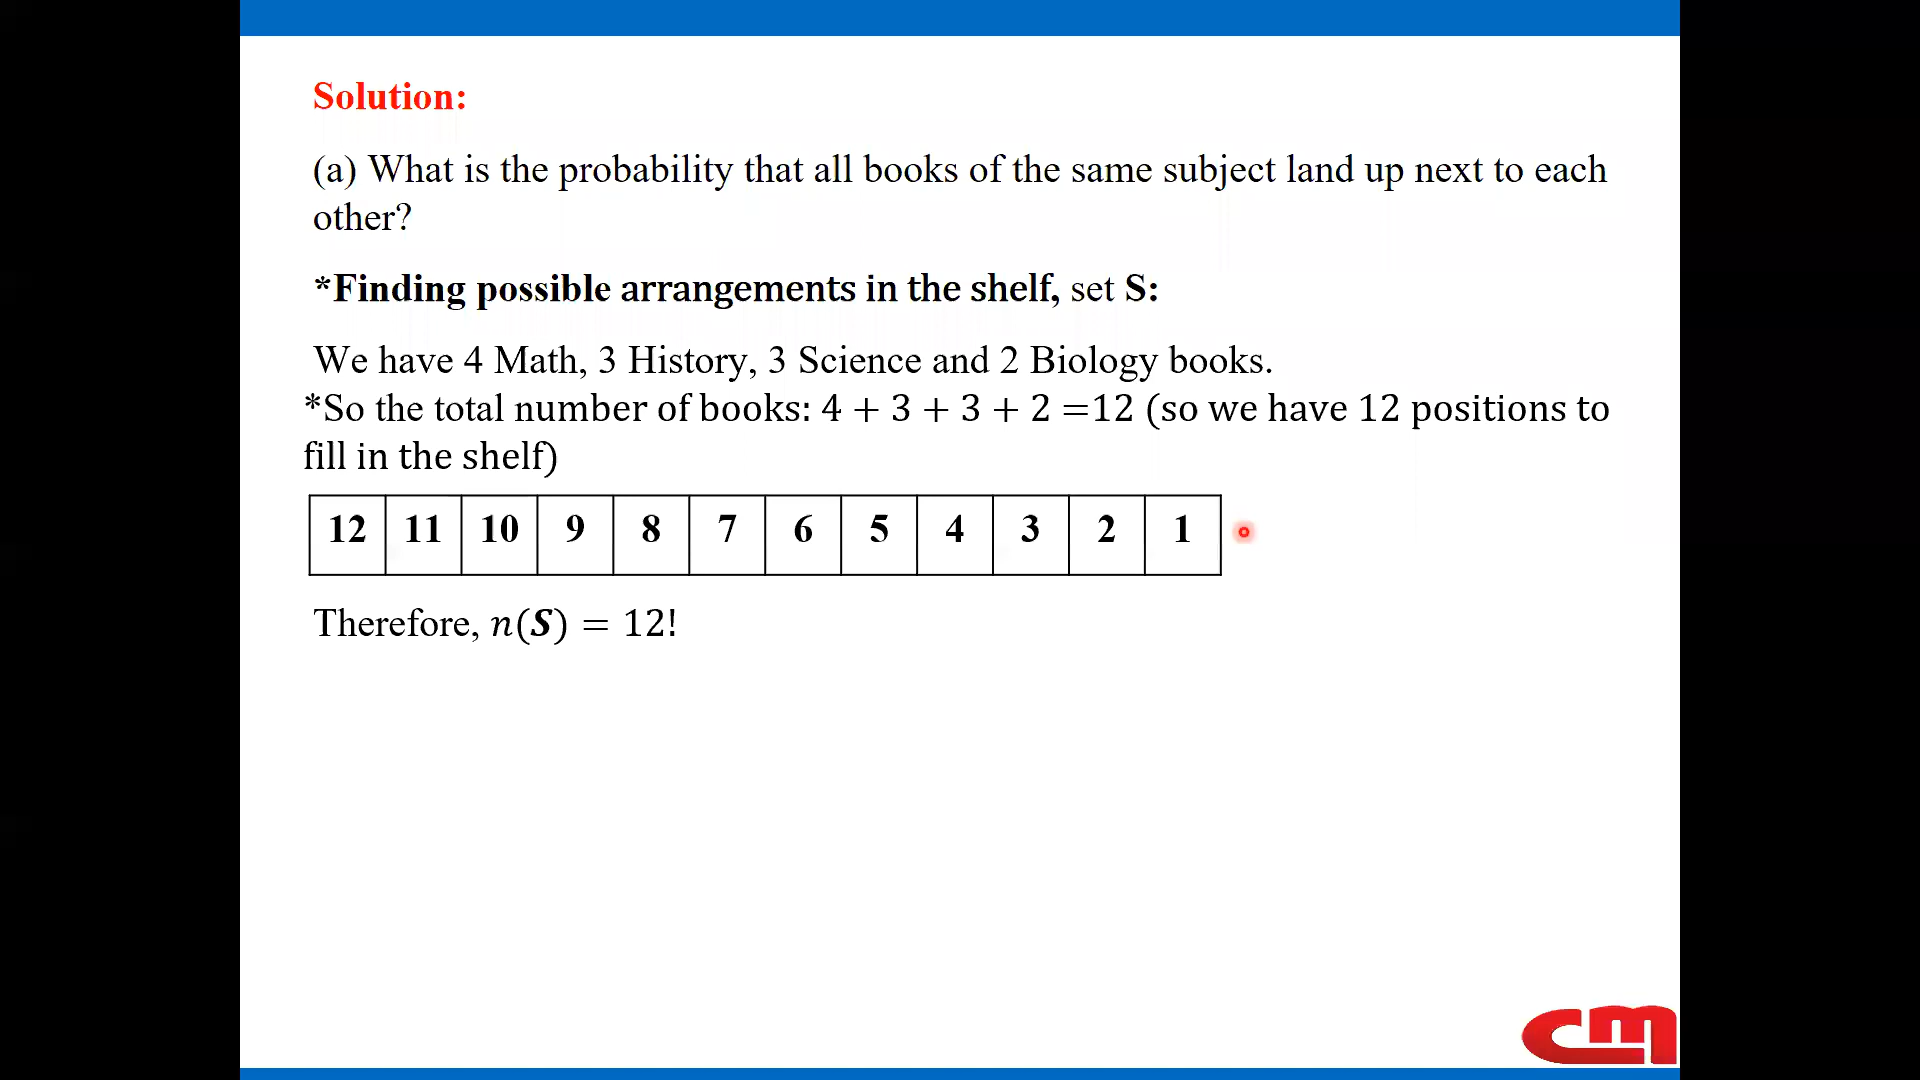 Solution:
(a) What is the probability that all books of the same subject land up next to each
other?
*Finding possible arrangements in the shelf, set S:
We have 4 Math, 3 History, 3 Science and 2 Biology books.
*So the total number of books: 4 + 3 + 3 + 2 =12 (so we have 12 positions to
fill in the shelf)
12 11 10 9 8 7 6 5 4 3 2 1
Therefore, n(S) = 12!
cm